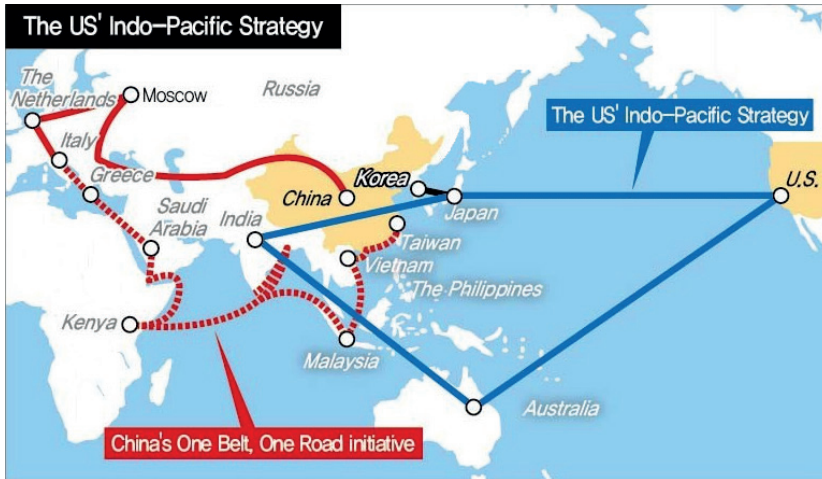 The US' Indo-Pacific Strategy
The
Netherlands
Moscow
Russia
The US' Indo-Pacific Strategy
Italy
Greece
China
Korea
U.S.
Saudi
Arabia
India
Japan
Taiwan
Vietnam
The Philippines
Kenya
Malaysia
Australia
China's One Belt, One Road initiative